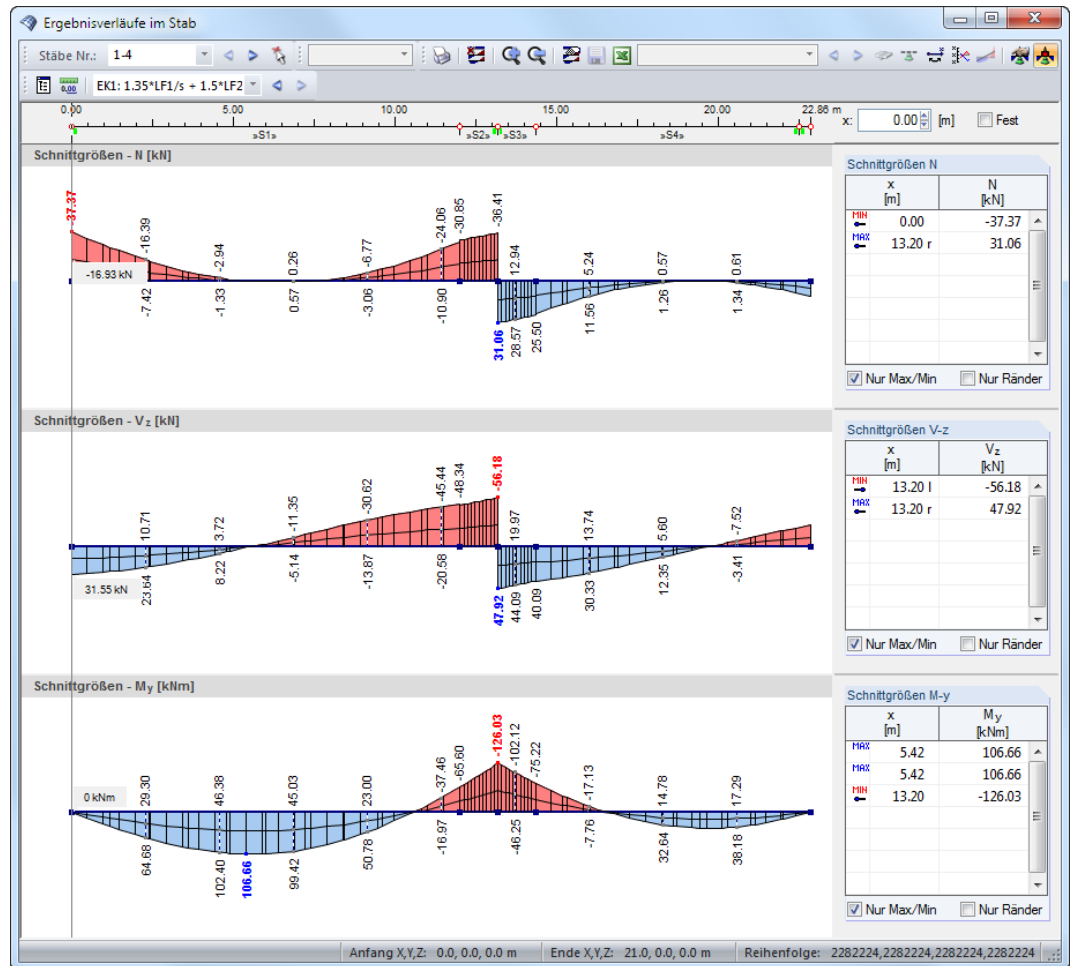 Ergebnisverläufe im Stab
Stäbe Nr.: 1-4
EK1: 1.35*LF1/s + 1.5*LF2
0.00 5.00 10.00 15.00 20.00 22.86 m
»S1» »S2» »S3» »S4»
x: 0.00 [m] Fest
Schnittgrößen - N [kN]
-37.37 -16.39 -2.94 0.26 -6.77 -24.06 -30.85 -36.41 12.94 5.24 0.57 0.61
-16.93 kN
-7.42 -1.33 0.57 -3.06 -10.90 31.06 28.57 25.50 11.56 1.26 1.34
Schnittgrößen N
x N
[m] [kN]
MIN 0.00 -37.37
MAX 13.20 r 31.06
Nur Max/Min Nur Ränder
Schnittgrößen - Vz [kN]
10.71 3.72 -11.35 -30.62 -45.44 -48.34 -56.18 19.97 13.74 5.60 -7.52
31.55 kN
23.64 8.22 -5.14 -13.87 -20.58 47.92 44.09 40.09 30.33 12.35 -3.41
Schnittgrößen V-z
x Vz
[m] [kN]
MIN 13.20 l -56.18
MAX 13.20 r 47.92
Nur Max/Min Nur Ränder
Schnittgrößen - My [kNm]
29.30 46.38 45.03 23.00 -37.46 -65.60 -126.03 -102.12 -75.22 -17.13 14.78 17.29
0 kNm
64.68 102.40 106.66 99.42 50.78 -16.97 -46.25 -7.76 32.64 38.18
Schnittgrößen M-y
x My
[m] [kNm]
MAX 5.42 106.66
MAX 5.42 106.66
MIN 13.20 -126.03
Nur Max/Min Nur Ränder
Anfang X,Y,Z: 0.0, 0.0, 0.0 m Ende X,Y,Z: 21.0, 0.0, 0.0 m Reihenfolge: 2282224,2282224,2282224,2282224